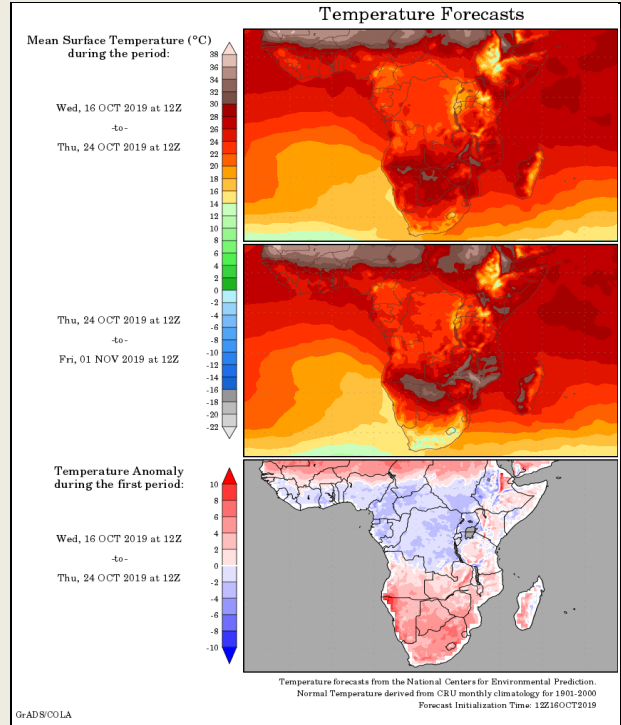 Temperature Forecasts
Mean Surface Temperature (°C)
during the period:
Wed, 16 OCT 2019 at 12Z
-to-
Thu, 24 OCT 2019 at 12Z
38
36
34
32
30
28
26
24
22
20
18
16
14
12
10
8
6
4
2
0
-2
-4
-6
-8
-10
-12
-14
-16
-18
-20
-22
Thu, 24 OCT 2019 at 12Z
-to-
Fri, 01 NOV 2019 at 12Z
Temperature Anomaly
during the first period:
Wed, 16 OCT 2019 at 12Z
-to-
Thu, 24 OCT 2019 at 12Z
10
8
6
4
2
0
-2
-4
-6
-8
-10
Temperature forecasts from the National Centers for Environmental Prediction.
Normal Temperature derived from CRU monthly climatology for 1901-2000
Forecast Initialization Time: 12Z16OCT2019
GrADS/COLA